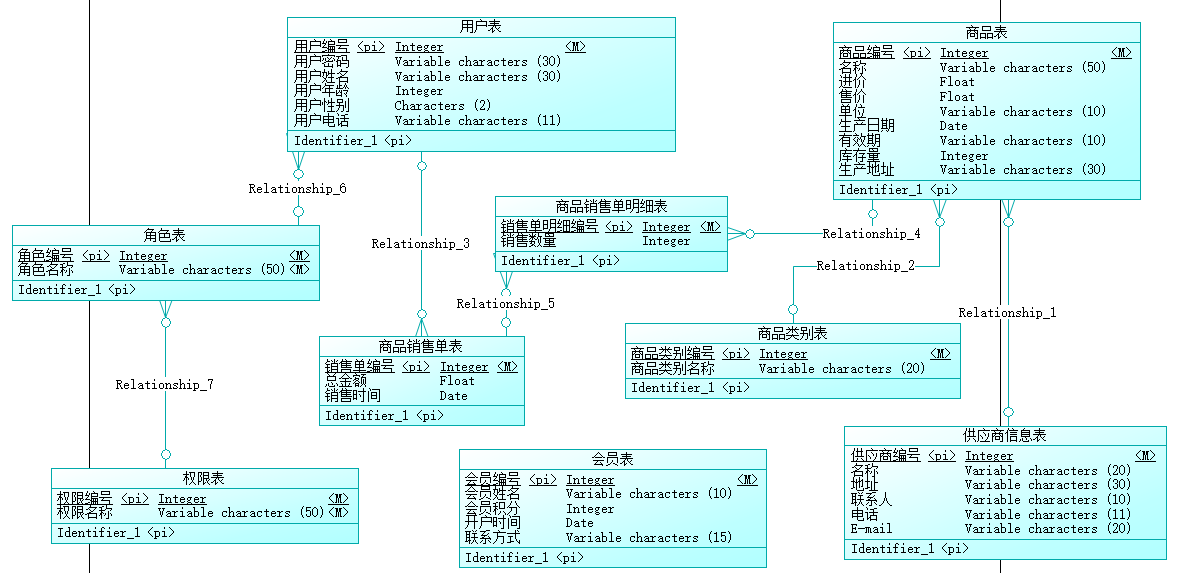 用户表
用户编号 <pi> Integer <M>
用户密码 Variable characters (30)
用户姓名 Variable characters (30)
用户年龄 Integer
用户性别 Characters (2)
用户电话 Variable characters (11)
Identifier_1 <pi>
商品表
商品编号 <pi> Integer <M>
名称 Variable characters (50)
进价 Float
售价 Float
单位 Variable characters (10)
生产日期 Date
有效期 Variable characters (10)
库存量 Integer
生产地址 Variable characters (30)
Identifier_1 <pi>
Relationship_6
商品销售单明细表
销售单明细编号 <pi> Integer <M>
销售数量 Integer
Identifier_1 <pi>
角色表
角色编号 <pi> Integer <M>
角色名称 Variable characters (50) <M>
Identifier_1 <pi>
Relationship_3
Relationship_4
Relationship_2
Relationship_5
Relationship_1
商品销售单表
销售单编号 <pi> Integer <M>
总金额 Float
销售时间 Date
Identifier_1 <pi>
商品类别表
商品类别编号 <pi> Integer <M>
商品类别名称 Variable characters (20)
Identifier_1 <pi>
Relationship_7
权限表
权限编号 <pi> Integer <M>
权限名称 Variable characters (50) <M>
Identifier_1 <pi>
会员表
会员编号 <pi> Integer <M>
会员姓名 Variable characters (10)
会员积分 Integer
开户时间 Date
联系方式 Variable characters (15)
Identifier_1 <pi>
供应商信息表
供应商编号 <pi> Integer <M>
名称 Variable characters (20)
地址 Variable characters (30)
联系人 Variable characters (10)
电话 Variable characters (11)
E-mail Variable characters (20)
Identifier_1 <pi>